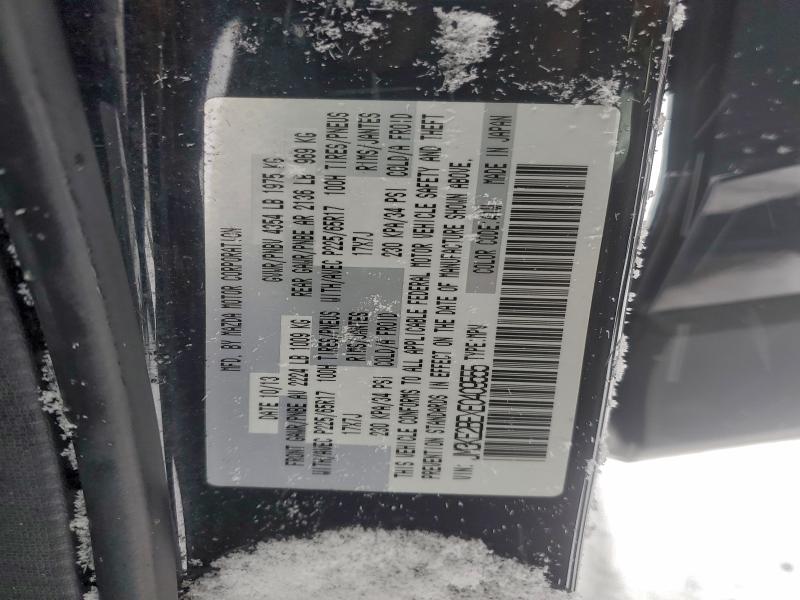 MFD. BY MAZDA MOTOR CORPORATION
DATE 10/13 GVWR/PNBV 4354 LB 1975 KG
FRONT GAWR/PNBE AV 2224 LB 1009 KG REAR GAWR/PNBE AR 2136 LB 969 KG
WITH/AVEC P225/65R17 100H TIRES/PNEUS WITH/AVEC P225/65R17 100H TIRES/PNEUS
17X7J RIMS/JANTES 17X7J RIMS/JANTES
230 KPA/34 PSI COLD/A FROID 230 KPA/34 PSI COLD/A FROID
THIS VEHICLE CONFORMS TO ALL APPLICABLE FEDERAL MOTOR VEHICLE SAFETY AND THEFT
PREVENTION STANDARDS IN EFFECT ON THE DATE OF MANUFACTURE SHOWN ABOVE.
VIN: TYPE: MPV COLOR CODE: MADE IN JAPAN